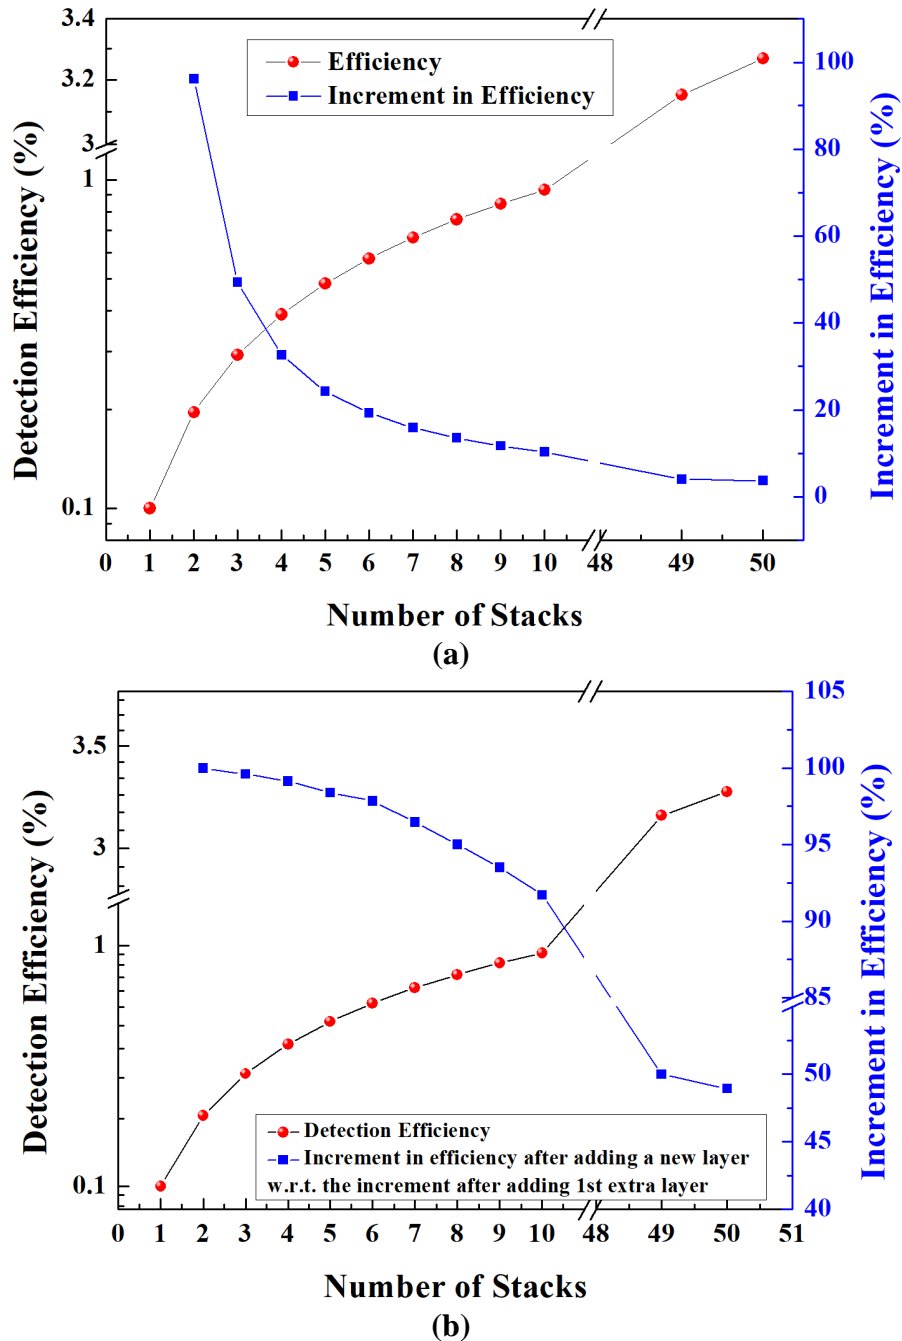 3.4
3.2
3
1
0.1
Detection Efficiency (%)
Efficiency
Increment in Efficiency
100
80
60
40
20
0
Increment in Efficiency (%)
0 1 2 3 4 5 6 7 8 9 10 48 49 50
Number of Stacks
(a)
3.5
3
1
0.1
Detection Efficiency (%)
105
100
95
90
85
50
45
40
Increment in Efficiency (%)
Detection Efficiency
Increment in efficiency after adding a new layer
w.r.t. the increment after adding 1st extra layer
0 1 2 3 4 5 6 7 8 9 10 48 49 50 51
Number of Stacks
(b)